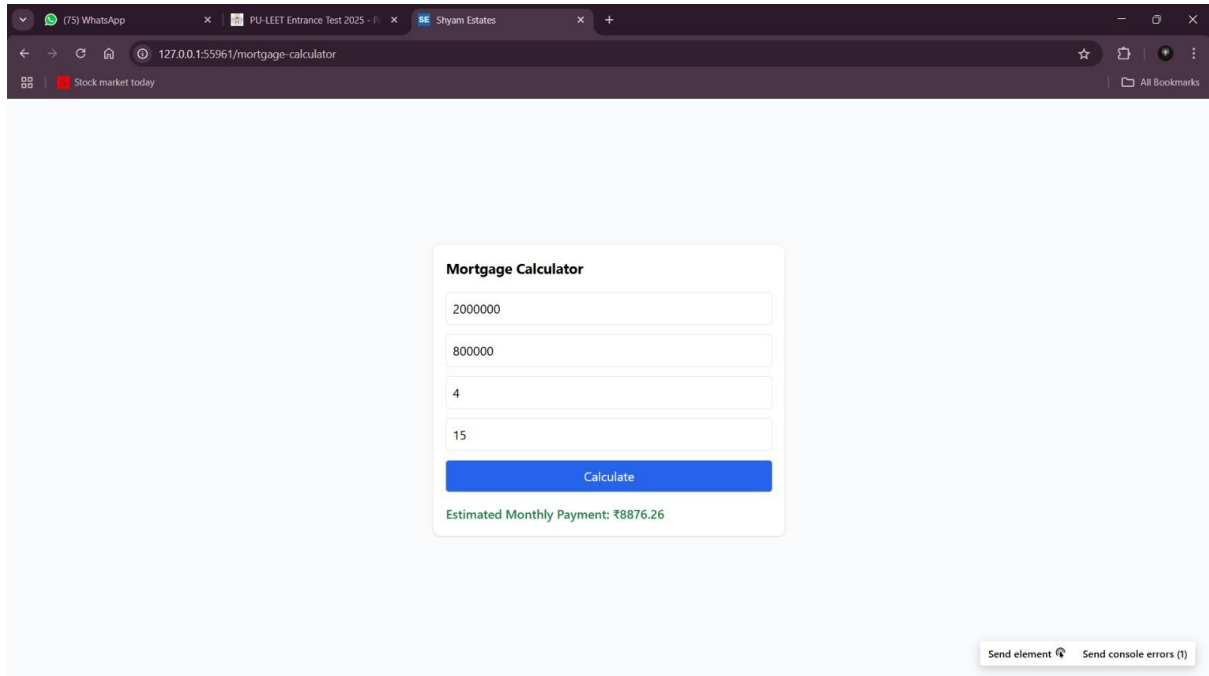 (75) WhatsApp
PU-LEET Entrance Test 2025 - P
SE Shyam Estates
127.0.0.1:55961/mortgage-calculator
S Stock market today
All Bookmarks
Mortgage Calculator
2000000
800000
4
15
Calculate
Estimated Monthly Payment: ₹8876.26
Send element
Send console errors (1)